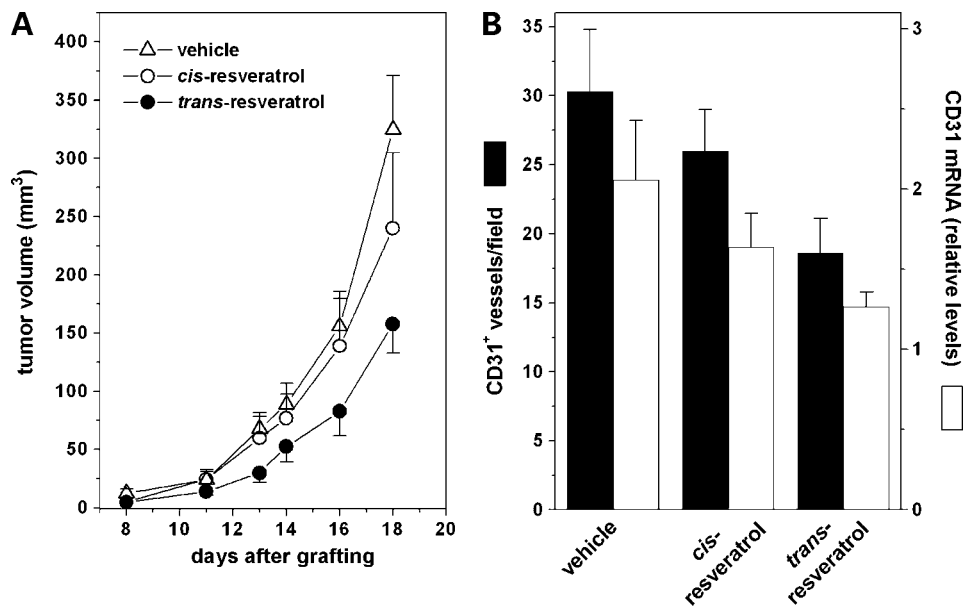 A
400
350
300
250
200
150
100
50
0
tumor volume (mm³)
vehicle
cis-resveratrol
trans-resveratrol
8 10 12 14 16 18 20
days after grafting
B
35
30
25
20
15
10
5
0
CD31⁺ vessels/field
3
2
1
0
CD31 mRNA (relative levels)
vehicle
cis-
resveratrol
trans-
resveratrol